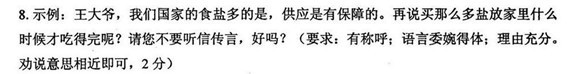 8.示例：王大爷，我们国家的食盐多的是，供应是有保障的。再说买那么多盐放家里什么
时候才吃得完呢？请您不要听信传言，好吗？（要求：有称呼；语言委婉得体；理由充分。
劝说意思相近即可，2 分）